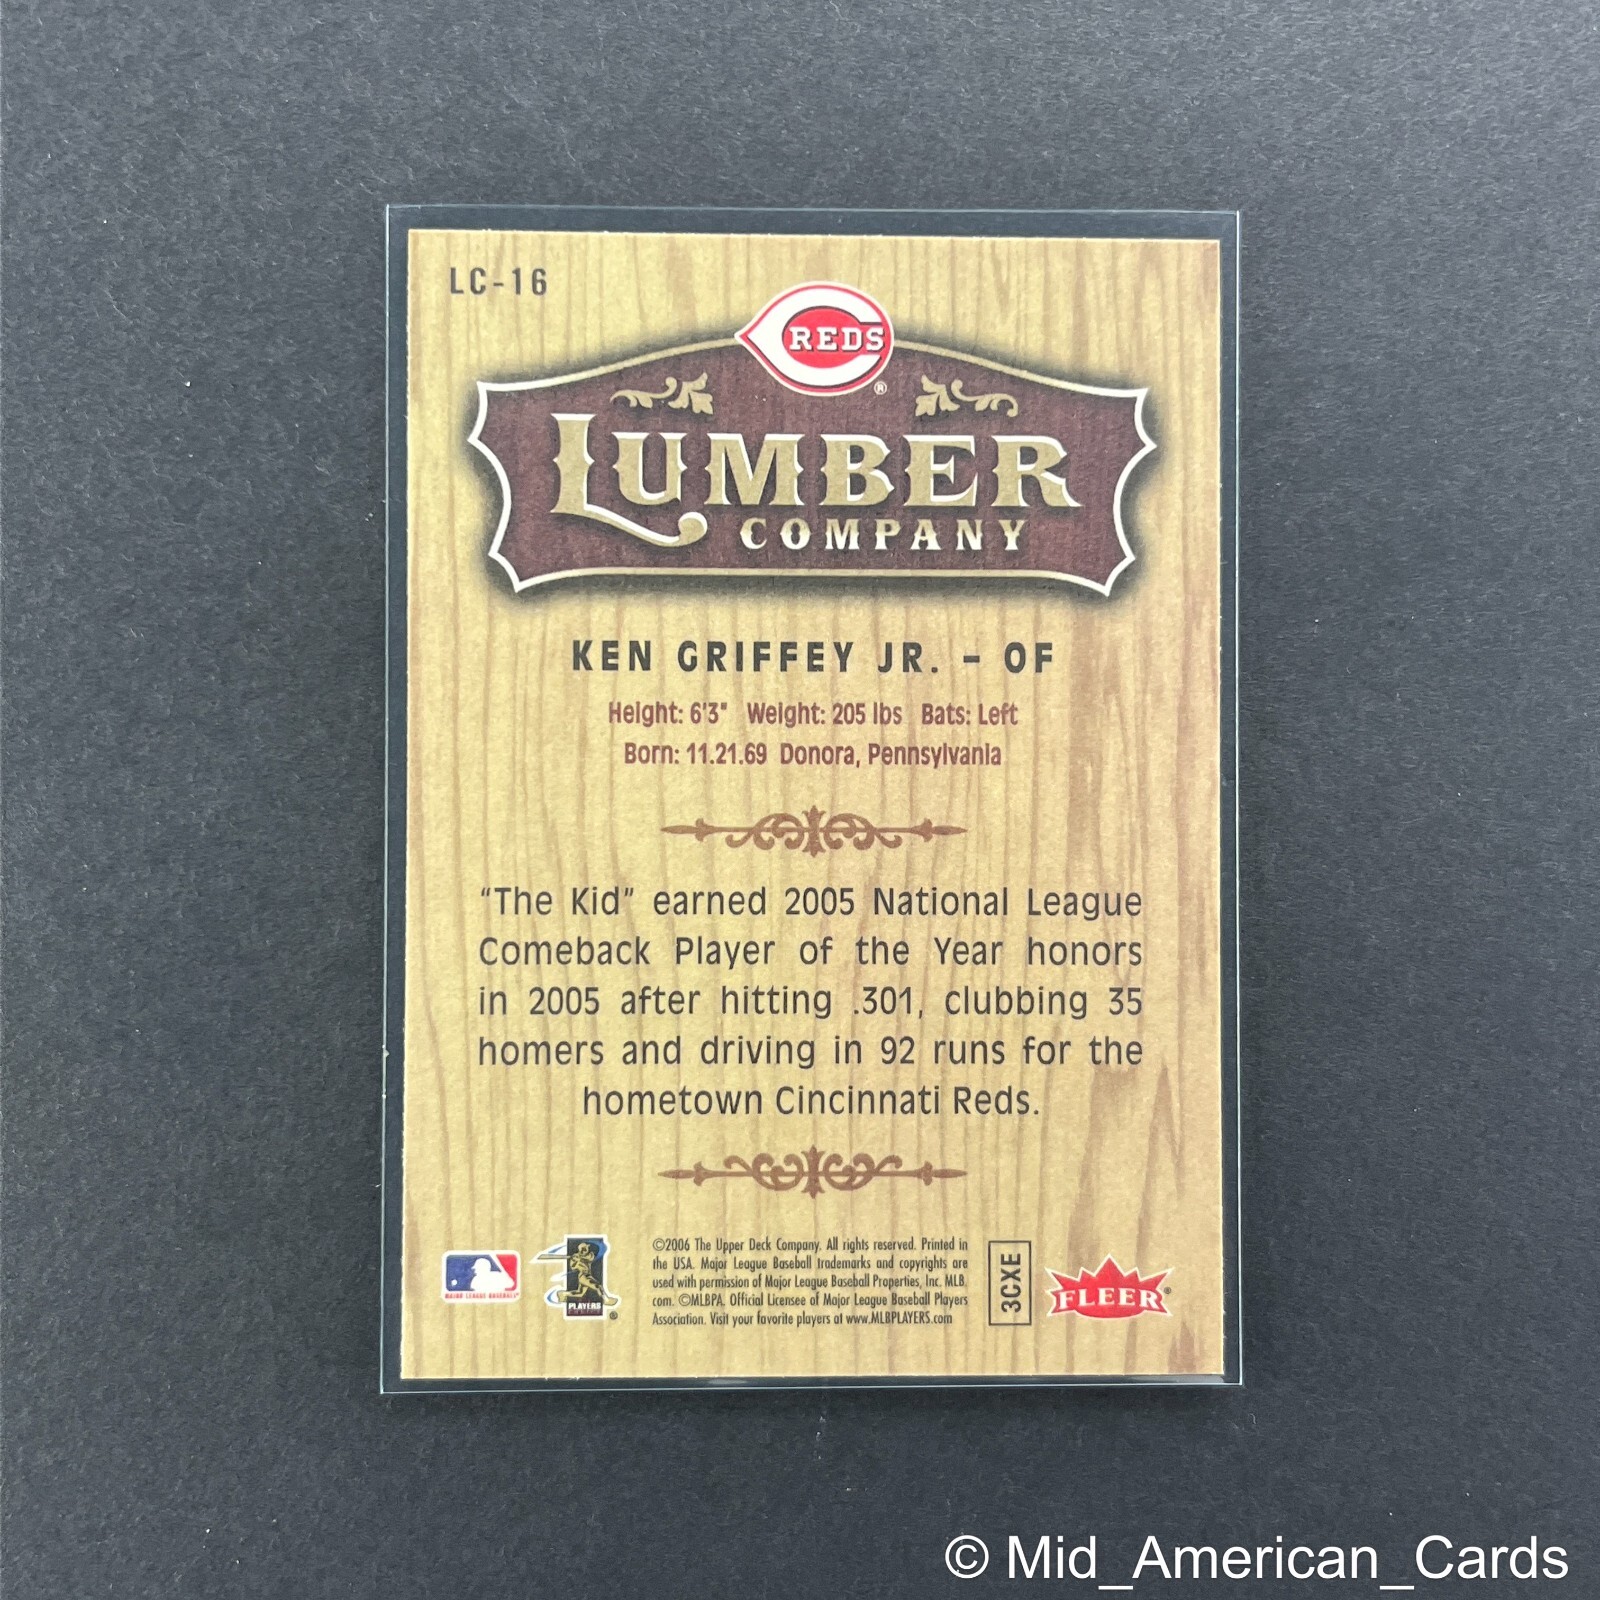 LC-16
REDS
®
LUMBER
COMPANY
KEN GRIFFEY JR. - OF
Height: 6'3" Weight: 205 lbs Bats: Left
Born: 11.21.69 Donora, Pennsylvania
“The Kid” earned 2005 National League
Comeback Player of the Year honors
in 2005 after hitting .301, clubbing 35
homers and driving in 92 runs for the
hometown Cincinnati Reds.
MAJOR LEAGUE BASEBALL®
PLAYERS
CHOICE
®
©2006 The Upper Deck Company. All rights reserved. Printed in
the USA. Major League Baseball trademarks and copyrights are
used with permission of Major League Baseball Properties, Inc. MLB.
com. ©MLBPA. Official Licensee of Major League Baseball Players
Association. Visit your favorite players at www.MLBPLAYERS.com
3CXE
FLEER®
© Mid_American_Cards